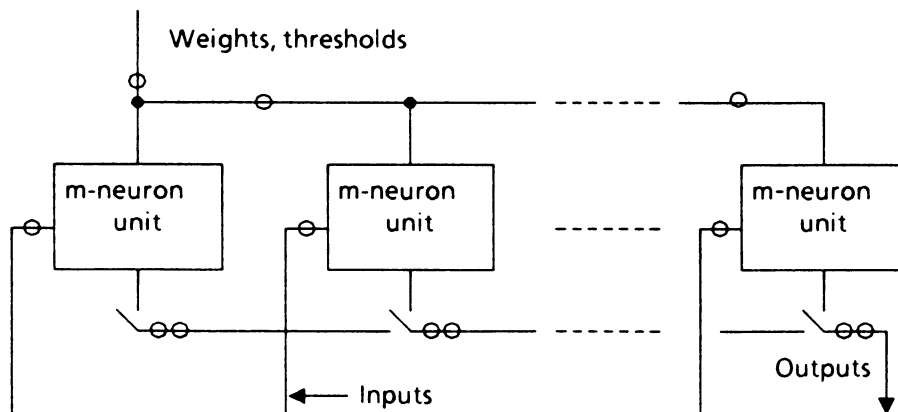 Weights, thresholds
m-neuron
unit
m-neuron
unit
m-neuron
unit
Outputs
Inputs